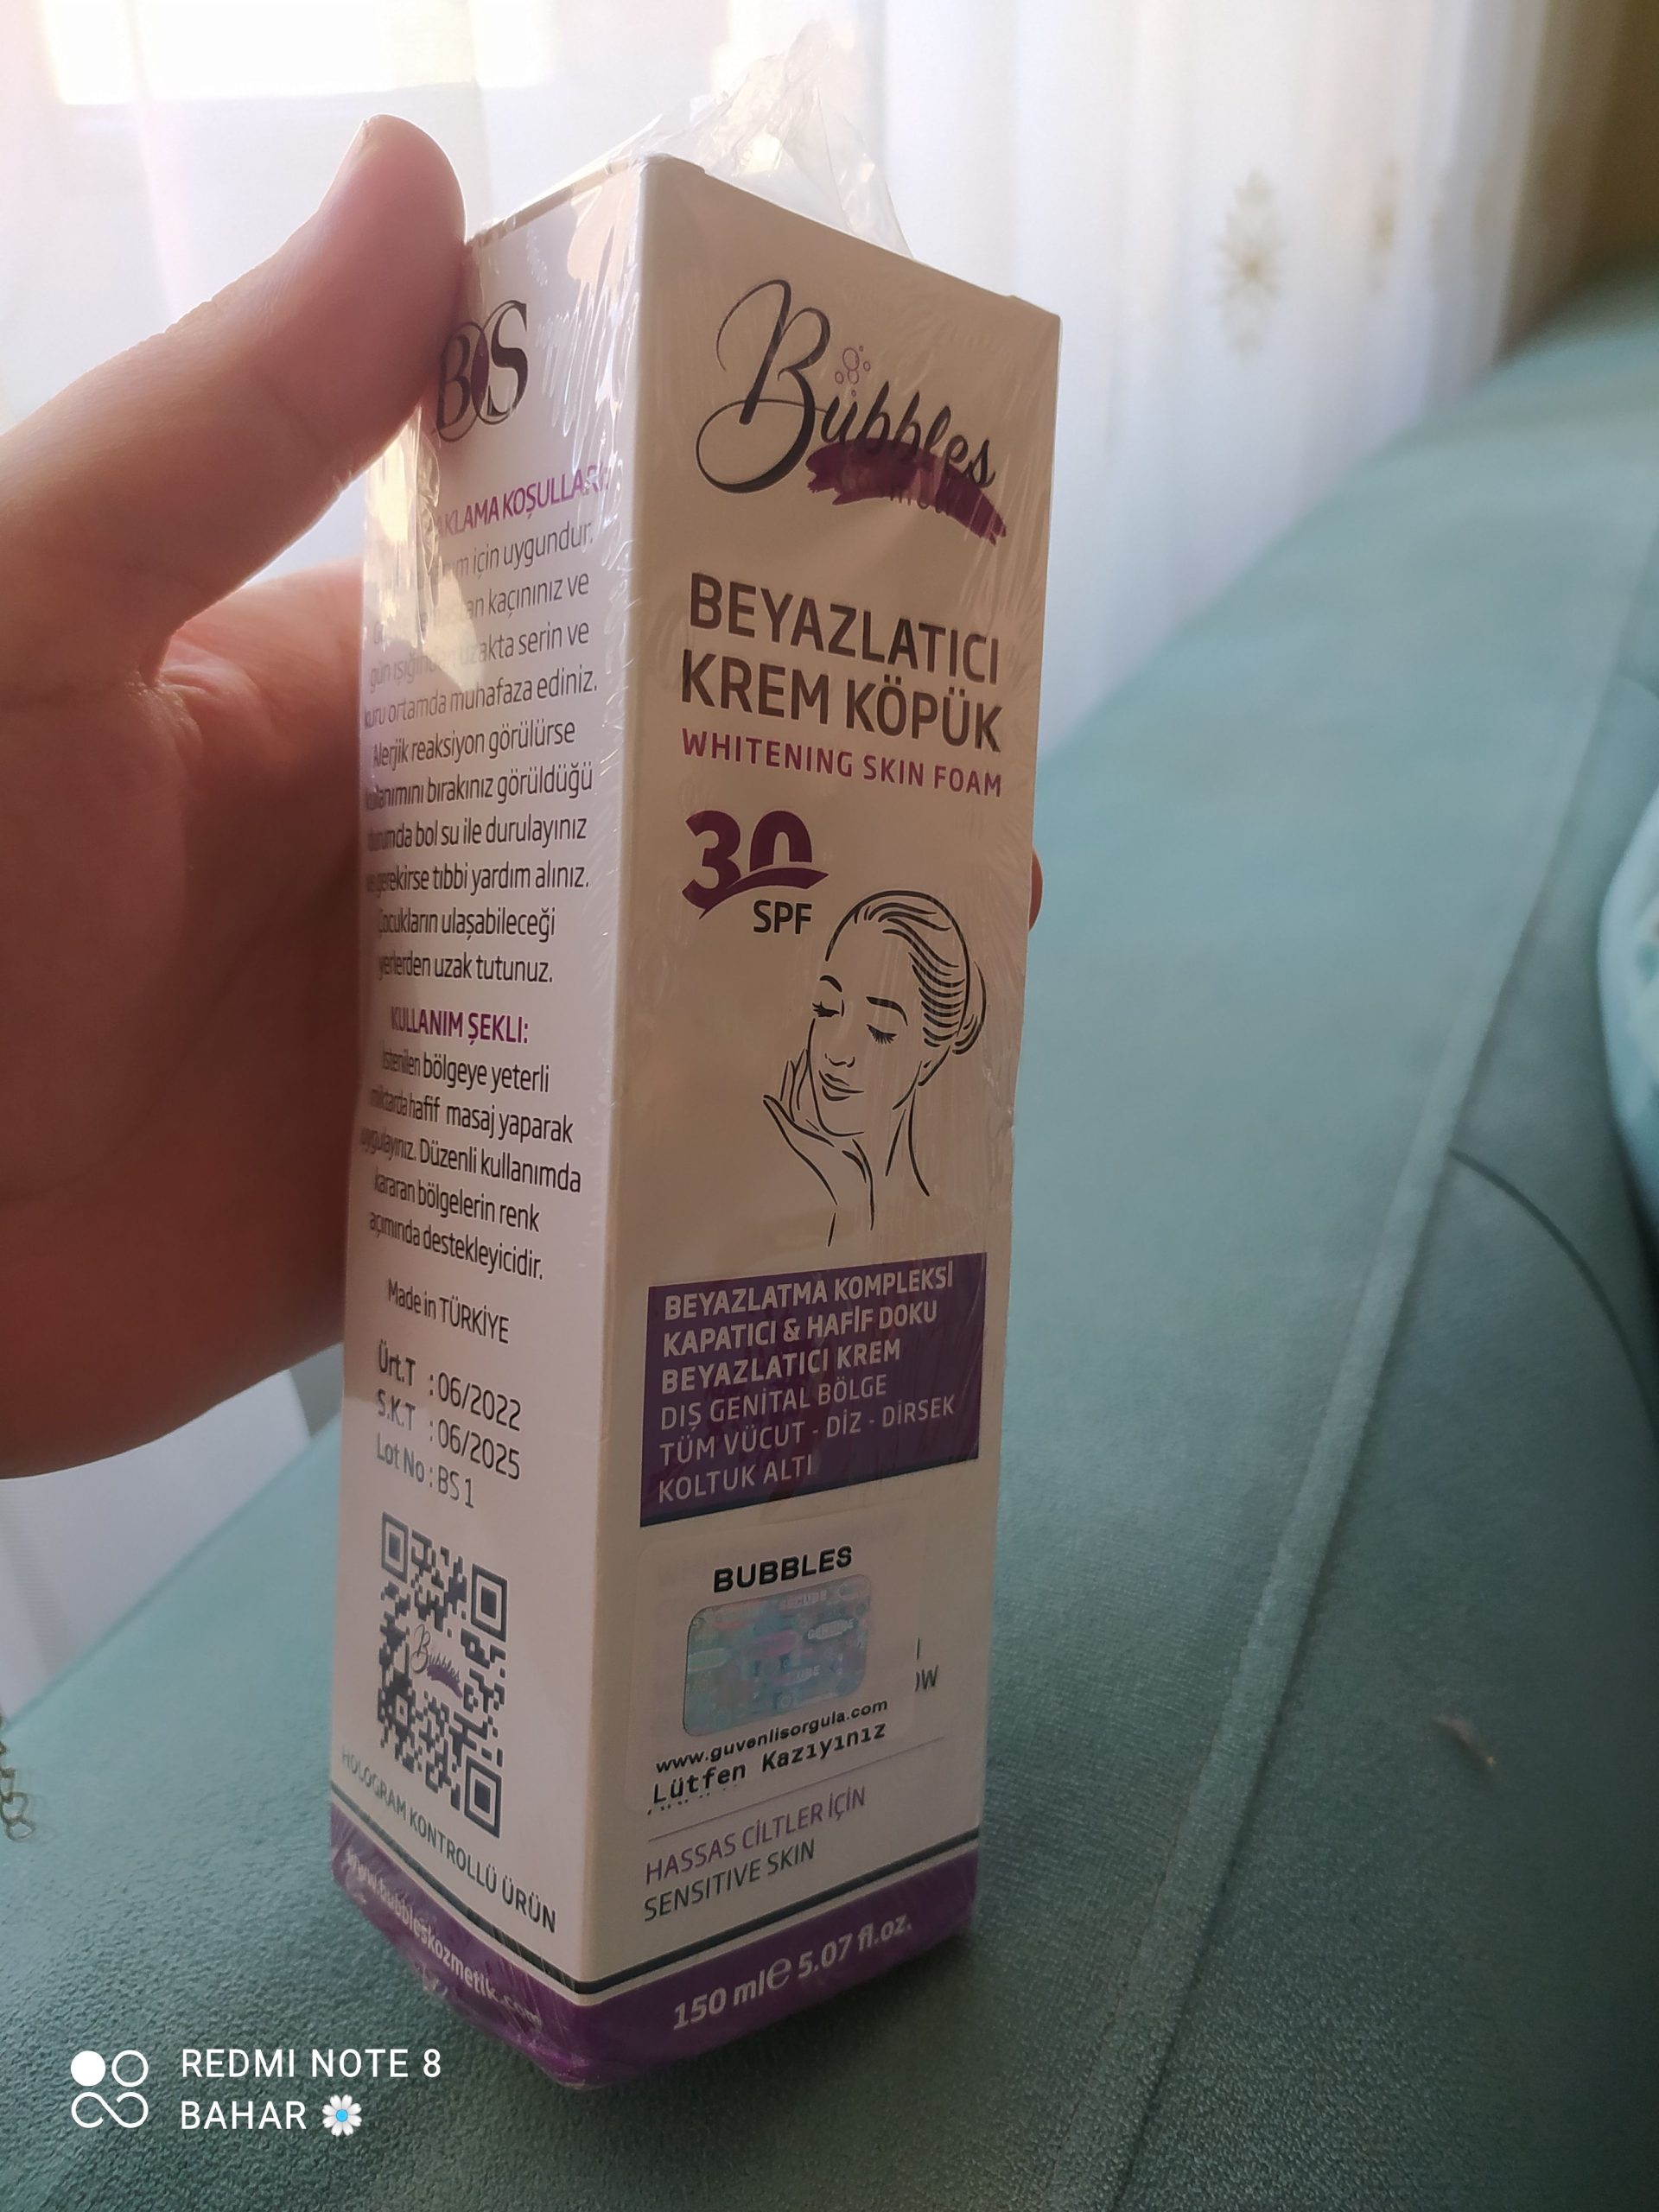 BS
AKLAMA KOŞULLARI:
için uygundur.
kaçınınız ve
uzakta serin ve
kuru ortamda muhafaza ediniz.
Alerjik reaksiyon görülürse
kullanımını bırakınız görüldüğü
durumda bol su ile durulayınız
ve gerekirse tıbbi yardım alınız.
Çocukların ulaşabileceği
yerlerden uzak tutunuz.
KULLANIM ŞEKLI:
İstenilen bölgeye yeterli
miktarda hafif masaj yaparak
uygulayınız. Düzenli kullanımda
kararan bölgelerin renk
açımında destekleyicidir.
Made in TÜRKİYE
Ürt.T : 06/2022
S.K.T : 06/2025
Lot No : BS1
Bubbles
HOLOGRAM KONTROLLÜ ÜRÜN
www.bubbleskozmetik.com
Bubbles
BEYAZLATICI
KREM KÖPÜK
WHITENING SKIN FOAM
30
SPF
BEYAZLATMA KOMPLEKSİ
KAPATICI & HAFİF DOKU
BEYAZLATICI KREM
DIŞ GENİTAL BÖLGE
TÜM VÜCUT - DİZ - DİRSEK
KOLTUK ALTI
BUBBLES
www.guvenlisorgula.com
Lütfen Kazıyınız
HASSAS CİLTLER İÇİN
SENSITIVE SKIN
150 ml e 5.07 fl.oz.
REDMI NOTE 8
BAHAR